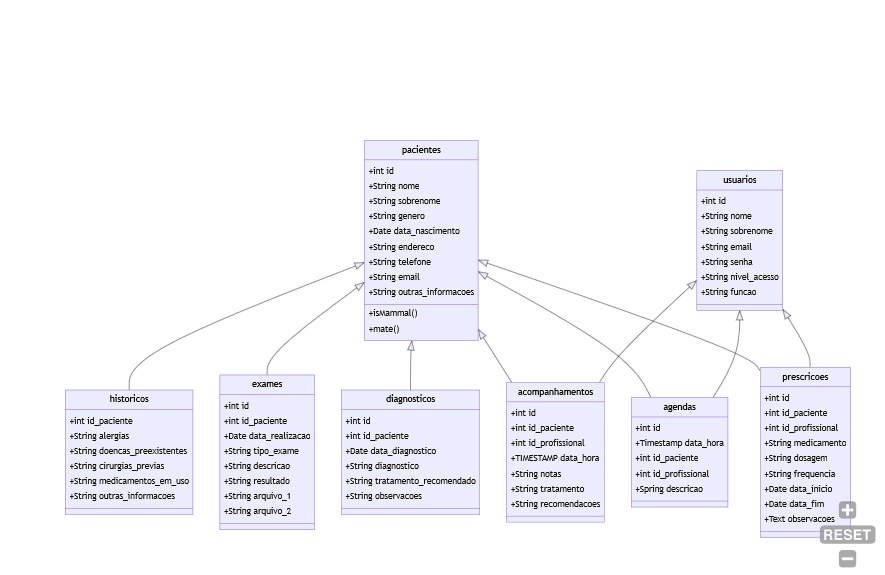 pacientes
+int id
+String nome
+String sobrenome
+String genero
+Date data_nascimento
+String endereco
+String telefone
+String email
+String outras_informacoes
+isMammal()
+mate()
usuarios
+int id
+String nome
+String sobrenome
+String email
+String senha
+String nivel_acesso
+String funcao
historicos
+int id_paciente
+String alergias
+String doencas_preexistentes
+String cirurgias_previas
+String medicamentos_em_uso
+String outras_informacoes
exames
+int id
+int id_paciente
+Date data_realizacao
+String tipo_exame
+String descricao
+String resultado
+String arquivo_1
+String arquivo_2
diagnosticos
+int id
+int id_paciente
+Date data_diagnostico
+String diagnostico
+String tratamento_recomendado
+String observacoes
acompanhamentos
+int id
+int id_paciente
+int id_profissional
+TIMESTAMP data_hora
+String notas
+String tratamento
+String recomendacoes
agendas
+int id
+Timestamp data_hora
+int id_paciente
+int id_profissional
+Spring descricao
prescricoes
+int id
+int id_paciente
+int id_profissional
+String medicamento
+String dosagem
+String frequencia
+Date data_inicio
+Date data_fim
+Text observacoes
+
RESET
−